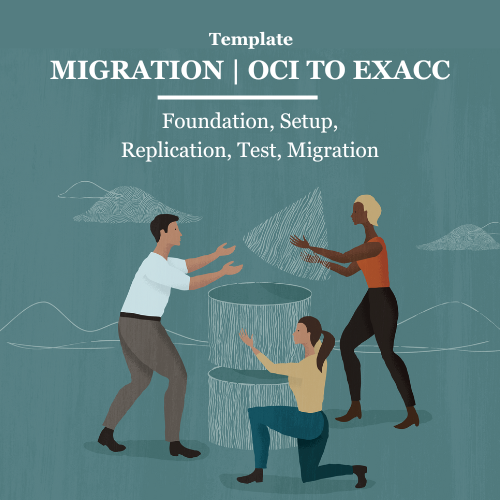 Template
MIGRATION | OCI TO EXACC
Foundation, Setup,
Replication, Test, Migration